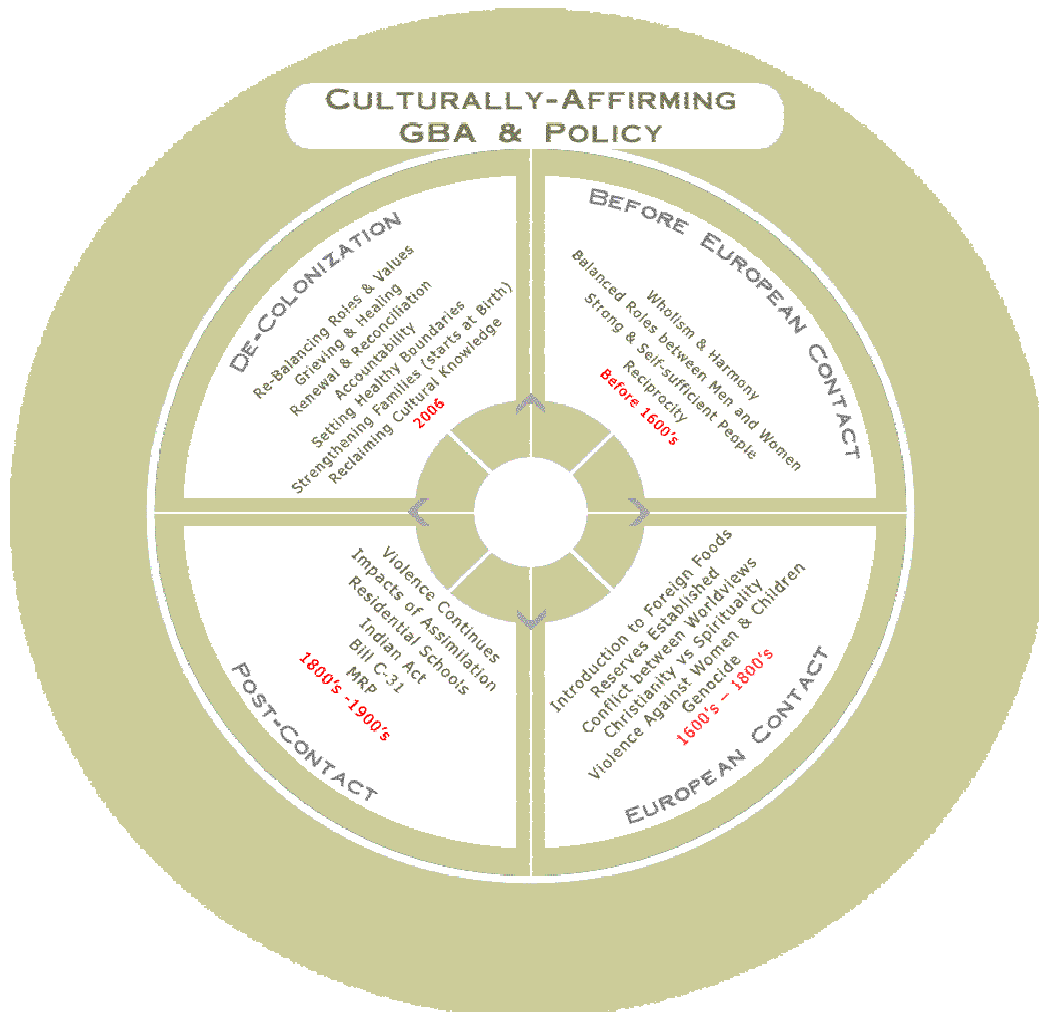 CULTURALLY-AFFIRMING
GBA & POLICY
BEFORE EUROPEAN CONTACT
Wholism & Harmony
Balanced Roles between Men and Women
Strong & Self-sufficient People
Reciprocity
Before 1600's
EUROPEAN CONTACT
Introduction to Foreign Foods
Reserves Established
Conflict between Worldviews
Christianity vs Spirituality
Violence Against Women & Children
Genocide
1600's – 1800's
POST-CONTACT
Violence Continues
Impacts of Assimilation
Residential Schools
Indian Act
Bill C-31
MRP
1800's -1900's
DE-COLONIZATION
Re-Balancing Roles & Values
Grieving & Healing
Renewal & Reconciliation
Accountability
Setting Healthy Boundaries
Strengthening Families (starts at Birth)
Reclaiming Cultural Knowledge
2006